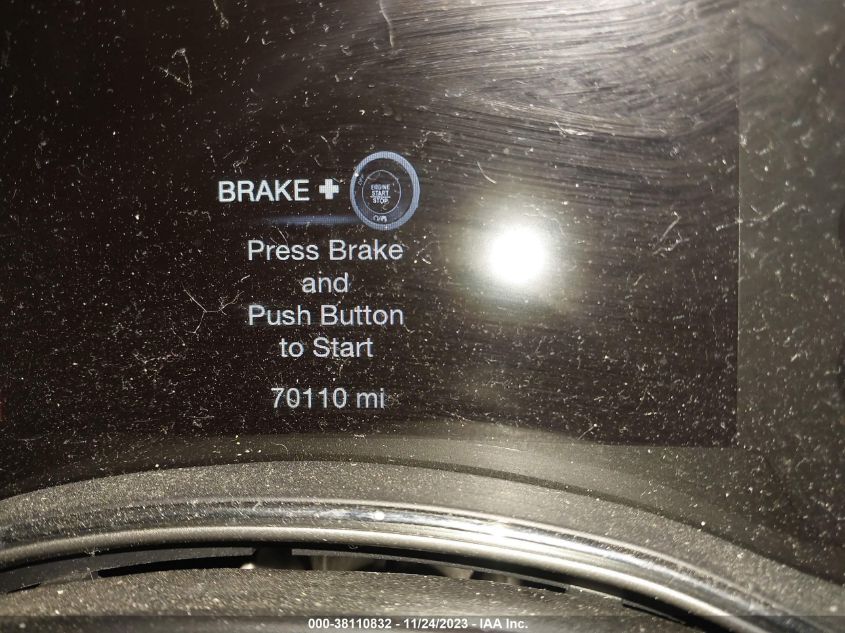 BRAKE +
ENGINE
START
STOP
Press Brake
and
Push Button
to Start
70110 mi
000-38110832 - 11/24/2023 - IAA Inc.